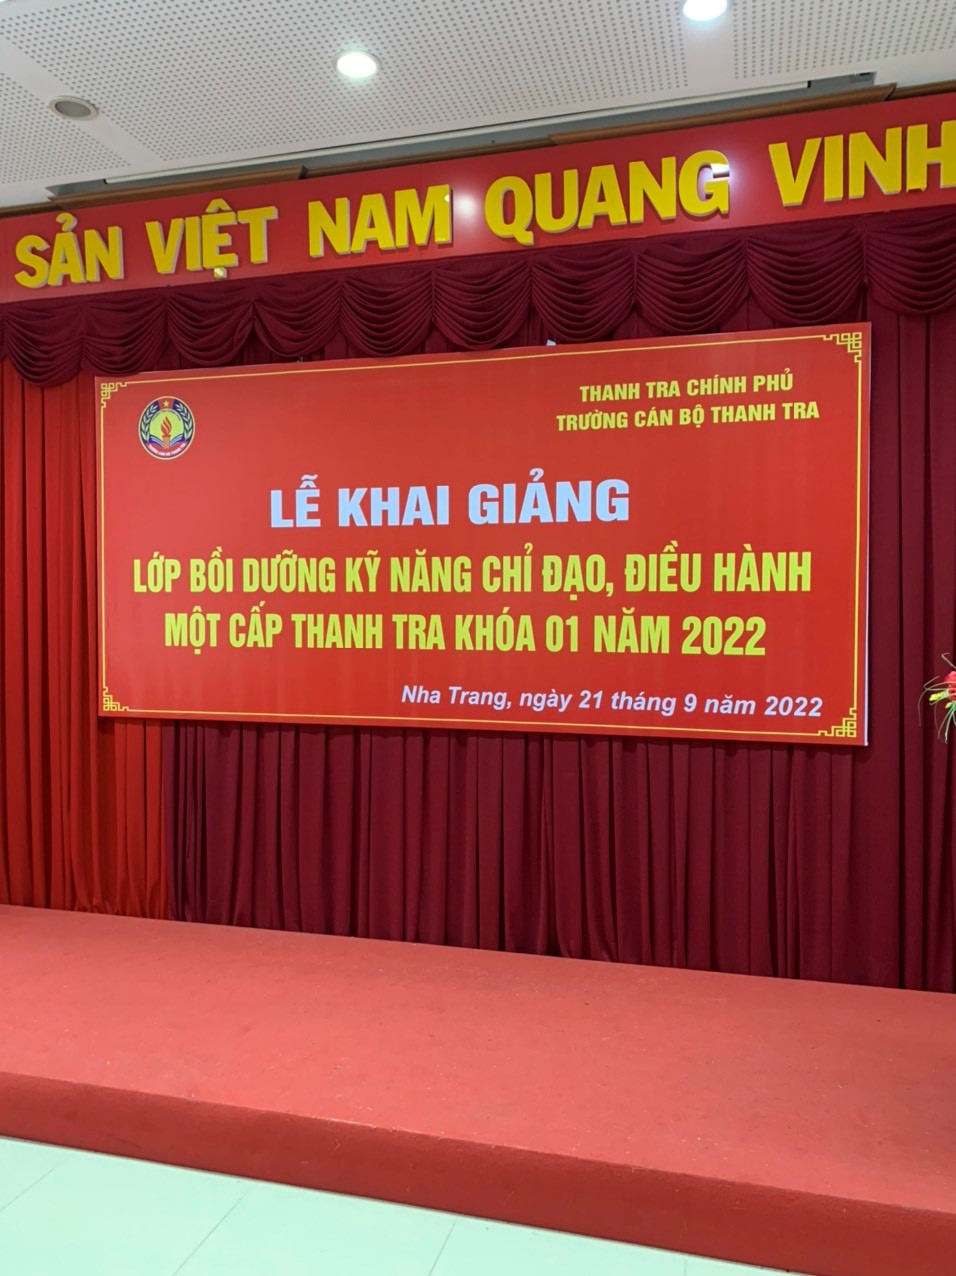 SẢN VIỆT NAM QUANG VINH
THANH TRA CHÍNH PHỦ
TRƯỜNG CÁN BỘ THANH TRA
LỄ KHAI GIẢNG
LỚP BỒI DƯỠNG KỸ NĂNG CHỈ ĐẠO, ĐIỀU HÀNH
MỘT CẤP THANH TRA KHÓA 01 NĂM 2022
Nha Trang, ngày 21 tháng 9 năm 2022